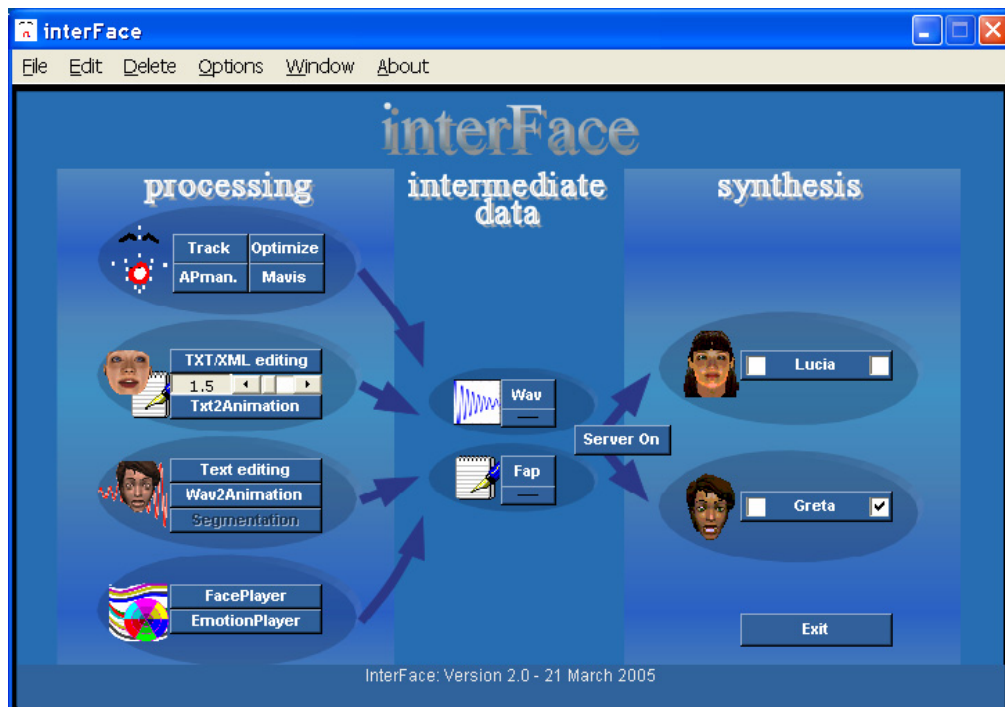 interFace
File Edit Delete Options Window About
interFace
processing
intermediate
data
synthesis
Track Optimize
APman. Mavis
TXT/XML editing
1.5
Txt2Animation
Text editing
Wav2Animation
Segmentation
FacePlayer
EmotionPlayer
Wav
Fap
Server On
Lucia
Greta
Exit
InterFace: Version 2.0 - 21 March 2005